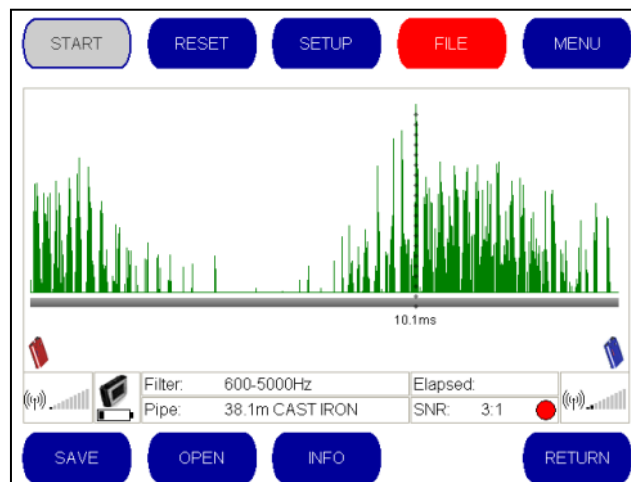 START RESET SETUP FILE MENU
10.1ms
Filter: 600-5000Hz Elapsed:
Pipe: 38.1m CAST IRON SNR: 3:1
SAVE OPEN INFO RETURN